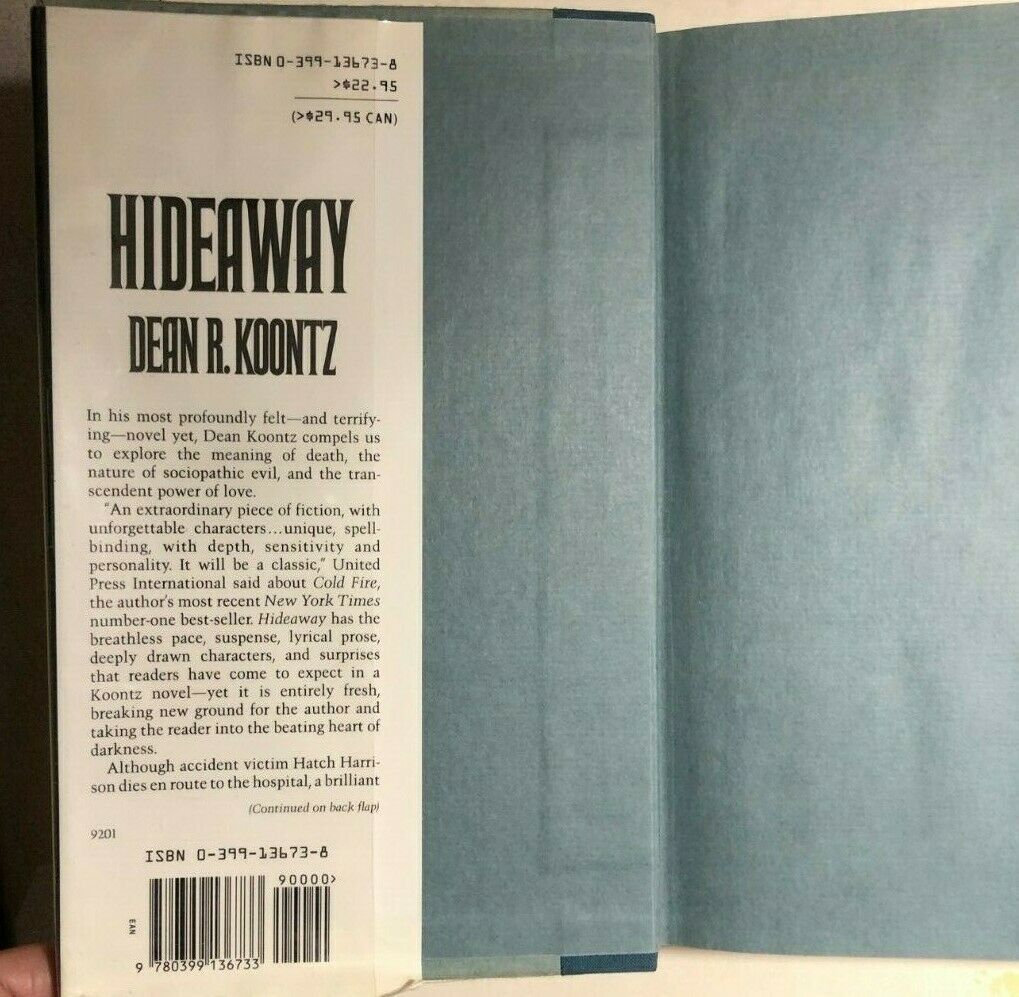 ISBN 0-399-13673-8
>$22.95
(>$29.95 CAN)
HIDEAWAY
DEAN R. KOONTZ
In his most profoundly felt—and terrify-
ing—novel yet, Dean Koontz compels us
to explore the meaning of death, the
nature of sociopathic evil, and the tran-
scendent power of love.
"An extraordinary piece of fiction, with
unforgettable characters...unique, spell-
binding, with depth, sensitivity and
personality. It will be a classic," United
Press International said about Cold Fire,
the author's most recent New York Times
number-one best-seller. Hideaway has the
breathless pace, suspense, lyrical prose,
deeply drawn characters, and surprises
that readers have come to expect in a
Koontz novel—yet it is entirely fresh,
breaking new ground for the author and
taking the reader into the beating heart of
darkness.
Although accident victim Hatch Harri-
son dies en route to the hospital, a brilliant
(Continued on back flap)
9201
ISBN 0-399-13673-8
90000>
EAN
9 780399 136733